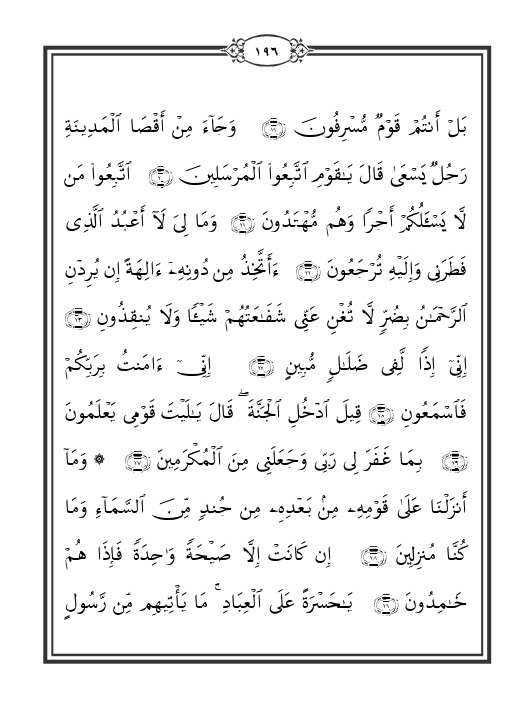 ١٩٦
بَلْ أَنتُمْ قَوْمٌ مُّسْرِفُونَ ﴿١٩﴾ وَجَآءَ مِنْ أَقْصَا ٱلْمَدِينَةِ
رَجُلٌ يَسْعَىٰ قَالَ يَـٰقَوْمِ ٱتَّبِعُوا۟ ٱلْمُرْسَلِينَ ﴿٢٠﴾ ٱتَّبِعُوا۟ مَن
لَّا يَسْـَٔلُكُمْ أَجْرًا وَهُم مُّهْتَدُونَ ﴿٢١﴾ وَمَا لِىَ لَآ أَعْبُدُ ٱلَّذِى
فَطَرَنِى وَإِلَيْهِ تُرْجَعُونَ ﴿٢٢﴾ ءَأَتَّخِذُ مِن دُونِهِۦٓ ءَالِهَةً إِن يُرِدْنِ
ٱلرَّحْمَـٰنُ بِضُرٍّ لَّا تُغْنِ عَنِّى شَفَـٰعَتُهُمْ شَيْـًٔا وَلَا يُنقِذُونِ ﴿٢٣﴾
إِنِّىٓ إِذًا لَّفِى ضَلَـٰلٍ مُّبِينٍ ﴿٢٤﴾ إِنِّىٓ ءَامَنتُ بِرَبِّكُمْ
فَٱسْمَعُونِ ﴿٢٥﴾ قِيلَ ٱدْخُلِ ٱلْجَنَّةَ ۖ قَالَ يَـٰلَيْتَ قَوْمِى يَعْلَمُونَ
﴿٢٦﴾ بِمَا غَفَرَ لِى رَبِّى وَجَعَلَنِى مِنَ ٱلْمُكْرَمِينَ ﴿٢٧﴾ ۞ وَمَآ
أَنزَلْنَا عَلَىٰ قَوْمِهِۦ مِنۢ بَعْدِهِۦ مِن جُندٍ مِّنَ ٱلسَّمَآءِ وَمَا
كُنَّا مُنزِلِينَ ﴿٢٨﴾ إِن كَانَتْ إِلَّا صَيْحَةً وَٰحِدَةً فَإِذَا هُمْ
خَـٰمِدُونَ ﴿٢٩﴾ يَـٰحَسْرَةً عَلَى ٱلْعِبَادِ ۚ مَا يَأْتِيهِم مِّن رَّسُولٍ